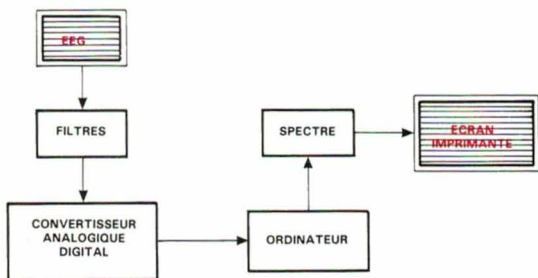 EEG
FILTRES
CONVERTISSEUR
ANALOGIQUE
DIGITAL
ORDINATEUR
SPECTRE
ECRAN
IMPRIMANTE